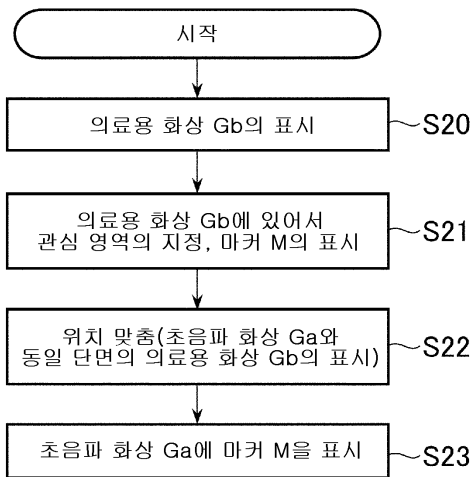 시작
의료용 화상 Gb의 표시
S20
의료용 화상 Gb에 있어서
관심 영역의 지정, 마커 M의 표시
S21
위치 맞춤(초음파 화상 Ga와
동일 단면의 의료용 화상 Gb의 표시)
S22
초음파 화상 Ga에 마커 M을 표시
S23